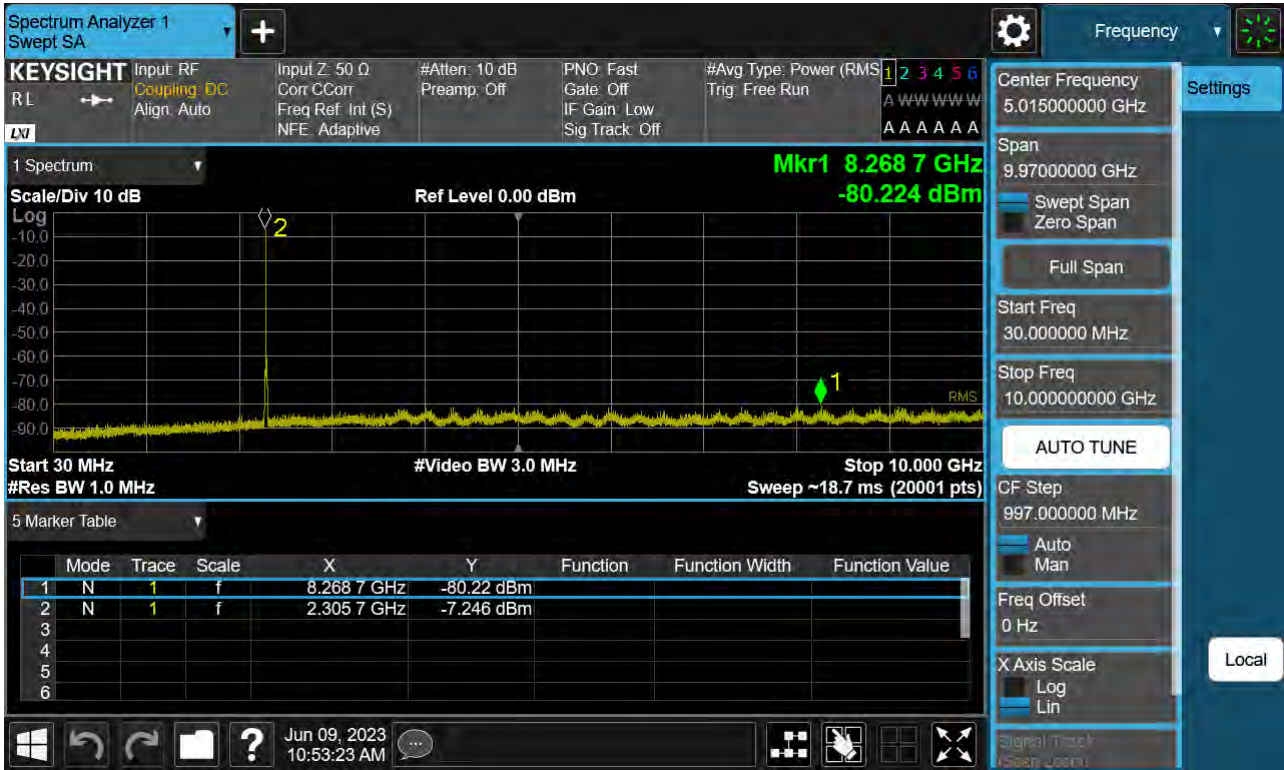 Spectrum Analyzer 1
Swept SA
Frequency
KEYSIGHT
RL
LXI
Input: RF
Coupling: DC
Align: Auto
Input Z: 50 Ω
Corr CCorr
Freq Ref: Int (S)
NFE: Adaptive
#Atten: 10 dB
Preamp: Off
PNO: Fast
Gate: Off
IF Gain: Low
Sig Track: Off
#Avg Type: Power (RMS
Trig: Free Run
1 2 3 4 5 6
A W W W W W
A A A A A A
1 Spectrum
Mkr1 8.268 7 GHz
-80.224 dBm
Scale/Div 10 dB
Ref Level 0.00 dBm
Log
-10.0
-20.0
-30.0
-40.0
-50.0
-60.0
-70.0
-80.0
-90.0
2
1
RMS
Start 30 MHz
#Video BW 3.0 MHz
Stop 10.000 GHz
#Res BW 1.0 MHz
Sweep ~18.7 ms (20001 pts)
5 Marker Table
Mode Trace Scale X Y Function Function Width Function Value
1 N 1 f 8.268 7 GHz -80.22 dBm
2 N 1 f 2.305 7 GHz -7.246 dBm
3
4
5
6
Jun 09, 2023
10:53:23 AM
Center Frequency
5.015000000 GHz
Settings
Span
9.97000000 GHz
Swept Span
Zero Span
Full Span
Start Freq
30.000000 MHz
Stop Freq
10.000000000 GHz
AUTO TUNE
CF Step
997.000000 MHz
Auto
Man
Freq Offset
0 Hz
X Axis Scale
Log
Lin
Local
Signal Track
(Span Zoom)